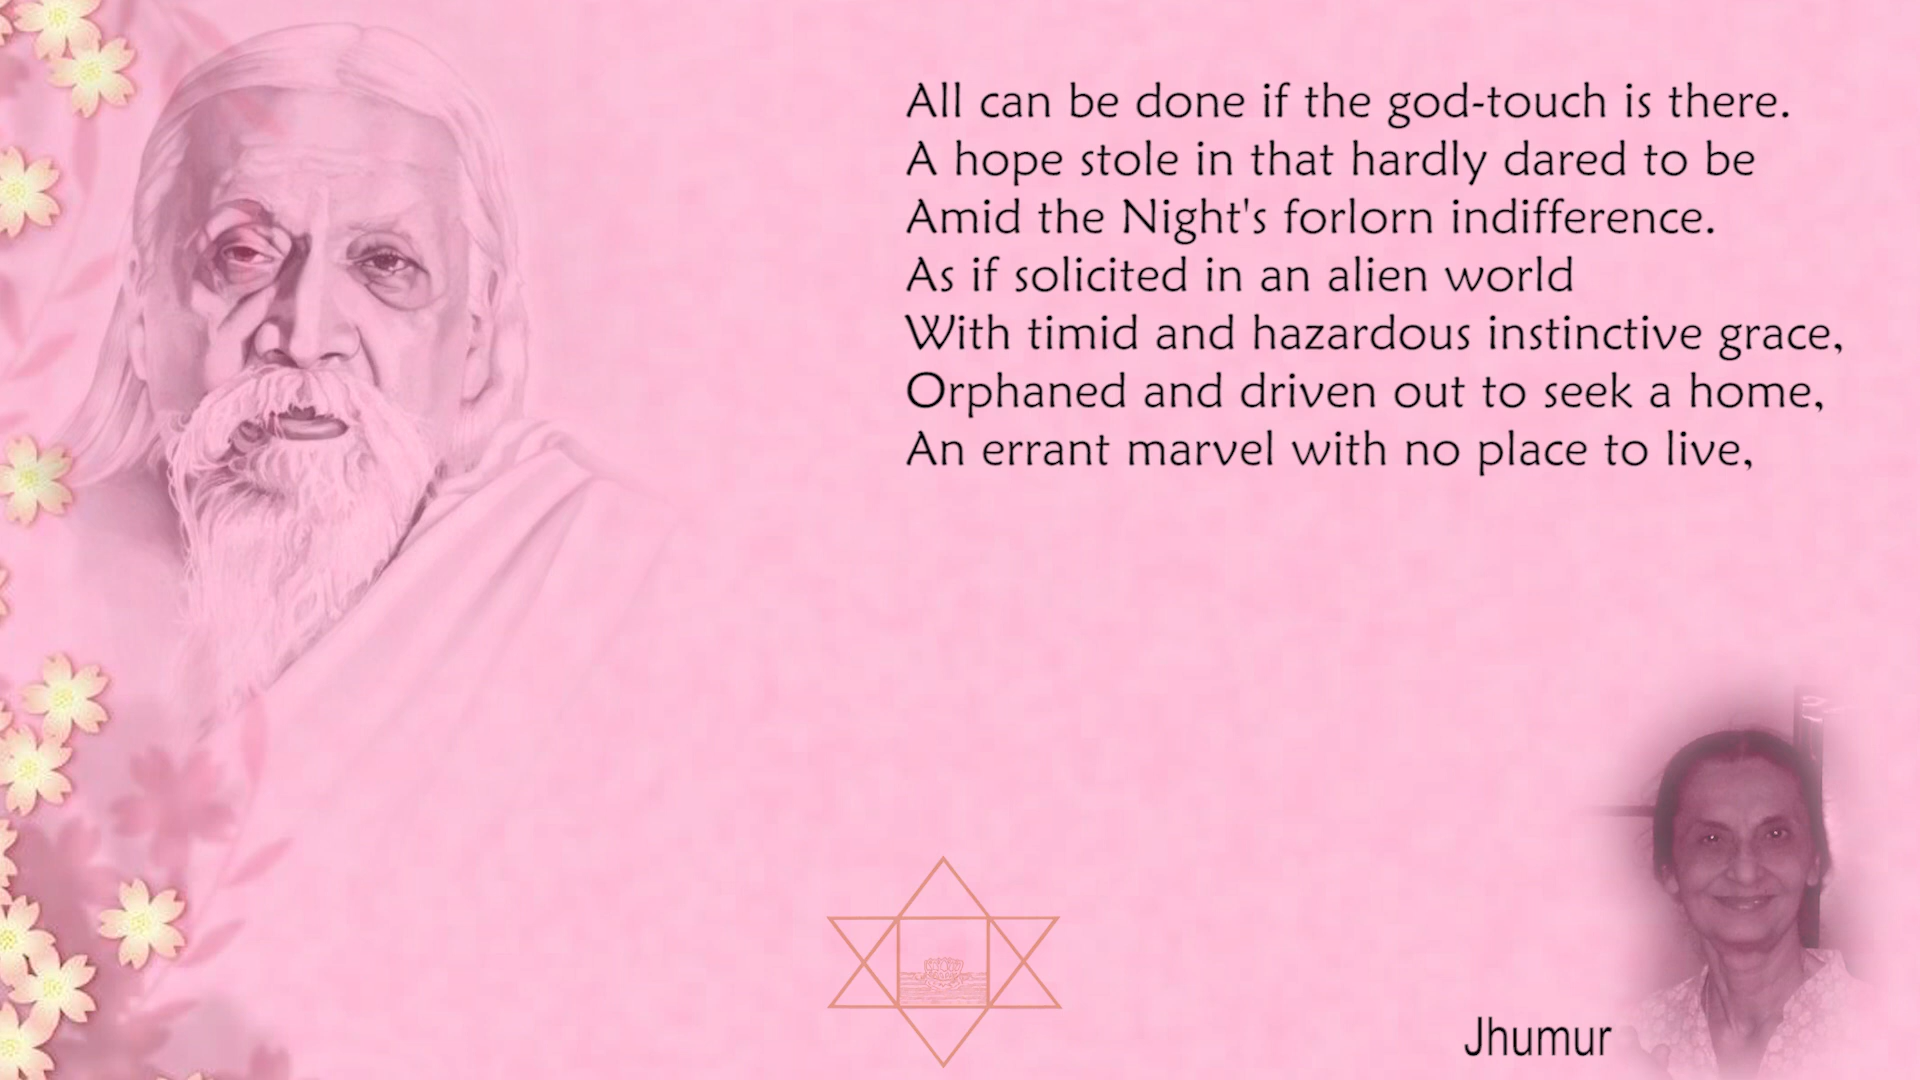 All can be done if the god-touch is there.
A hope stole in that hardly dared to be
Amid the Night's forlorn indifference.
As if solicited in an alien world
With timid and hazardous instinctive grace,
Orphaned and driven out to seek a home,
An errant marvel with no place to live,
Jhumur